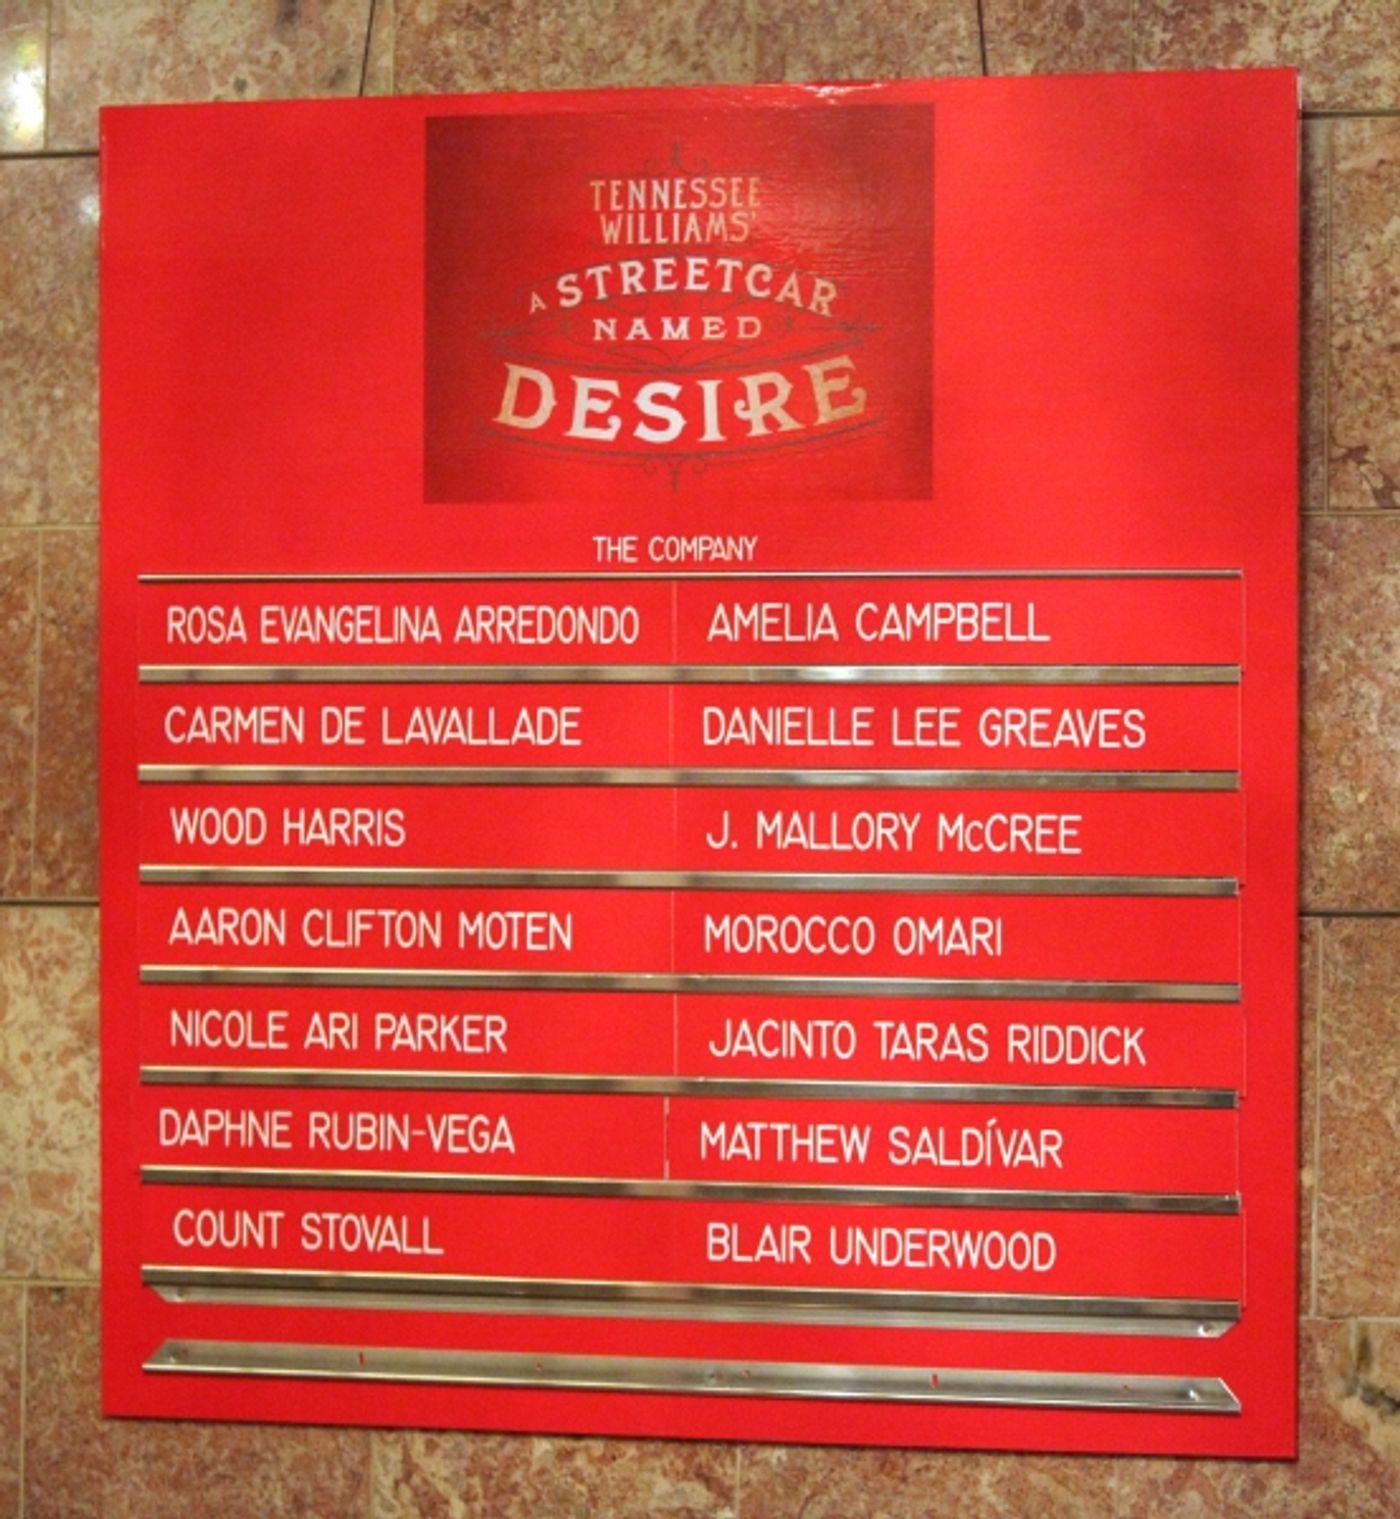 TENNESSEE
WILLIAMS'
A STREETCAR
NAMED
DESIRE
THE COMPANY
ROSA EVANGELINA ARREDONDO AMELIA CAMPBELL
CARMEN DE LAVALLADE DANIELLE LEE GREAVES
WOOD HARRIS J. MALLORY McCREE
AARON CLIFTON MOTEN MOROCCO OMARI
NICOLE ARI PARKER JACINTO TARAS RIDDICK
DAPHNE RUBIN-VEGA MATTHEW SALDÍVAR
COUNT STOVALL BLAIR UNDERWOOD